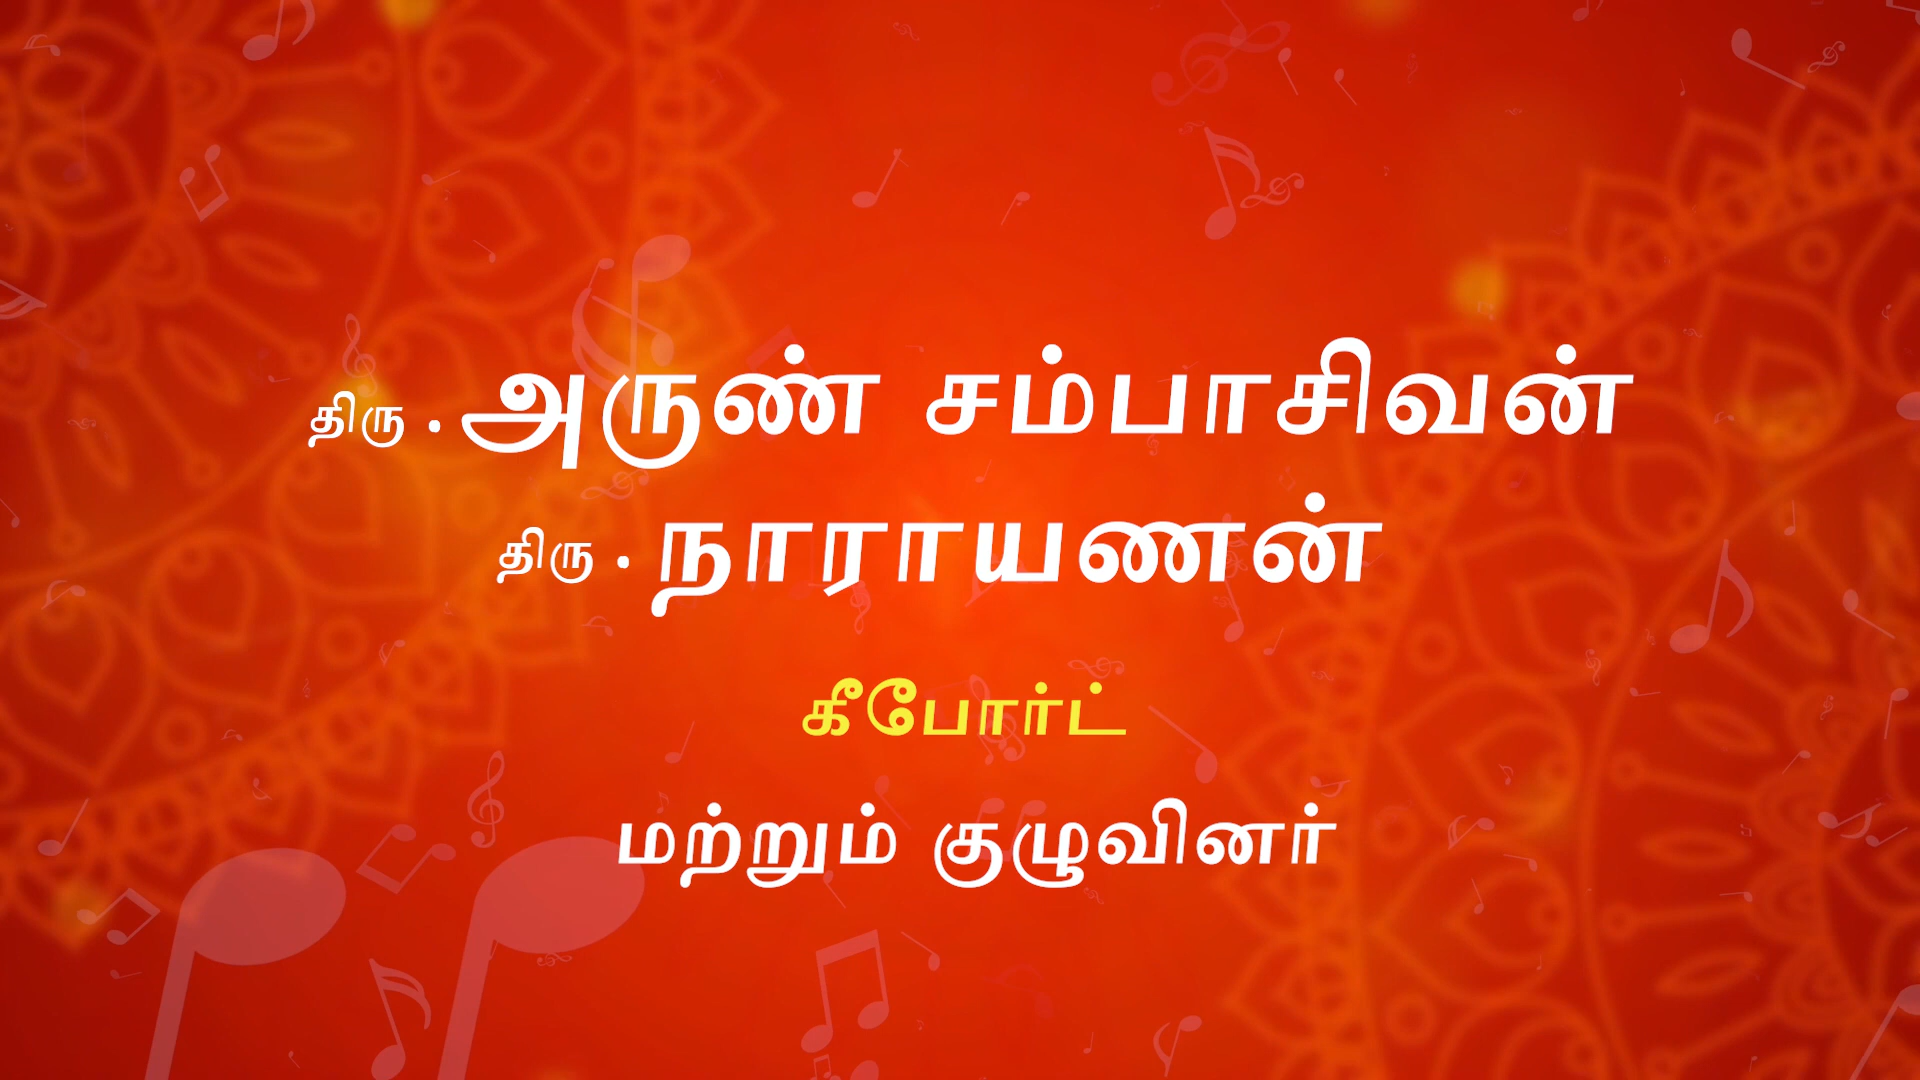 திரு . அருண் சம்பாசிவன்
திரு . நாராயணன்
கீபோர்ட்
மற்றும் குழுவினர்